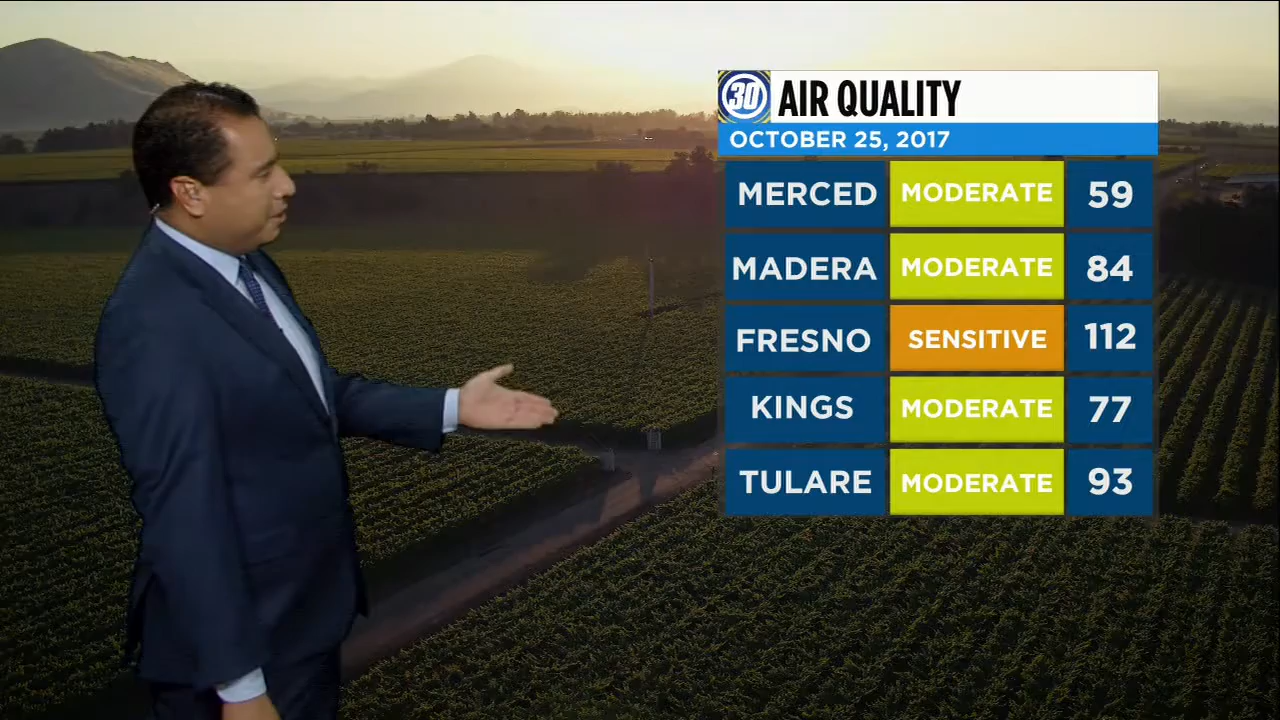 30 AIR QUALITY
OCTOBER 25, 2017
MERCED MODERATE 59
MADERA MODERATE 84
FRESNO SENSITIVE 112
KINGS MODERATE 77
TULARE MODERATE 93